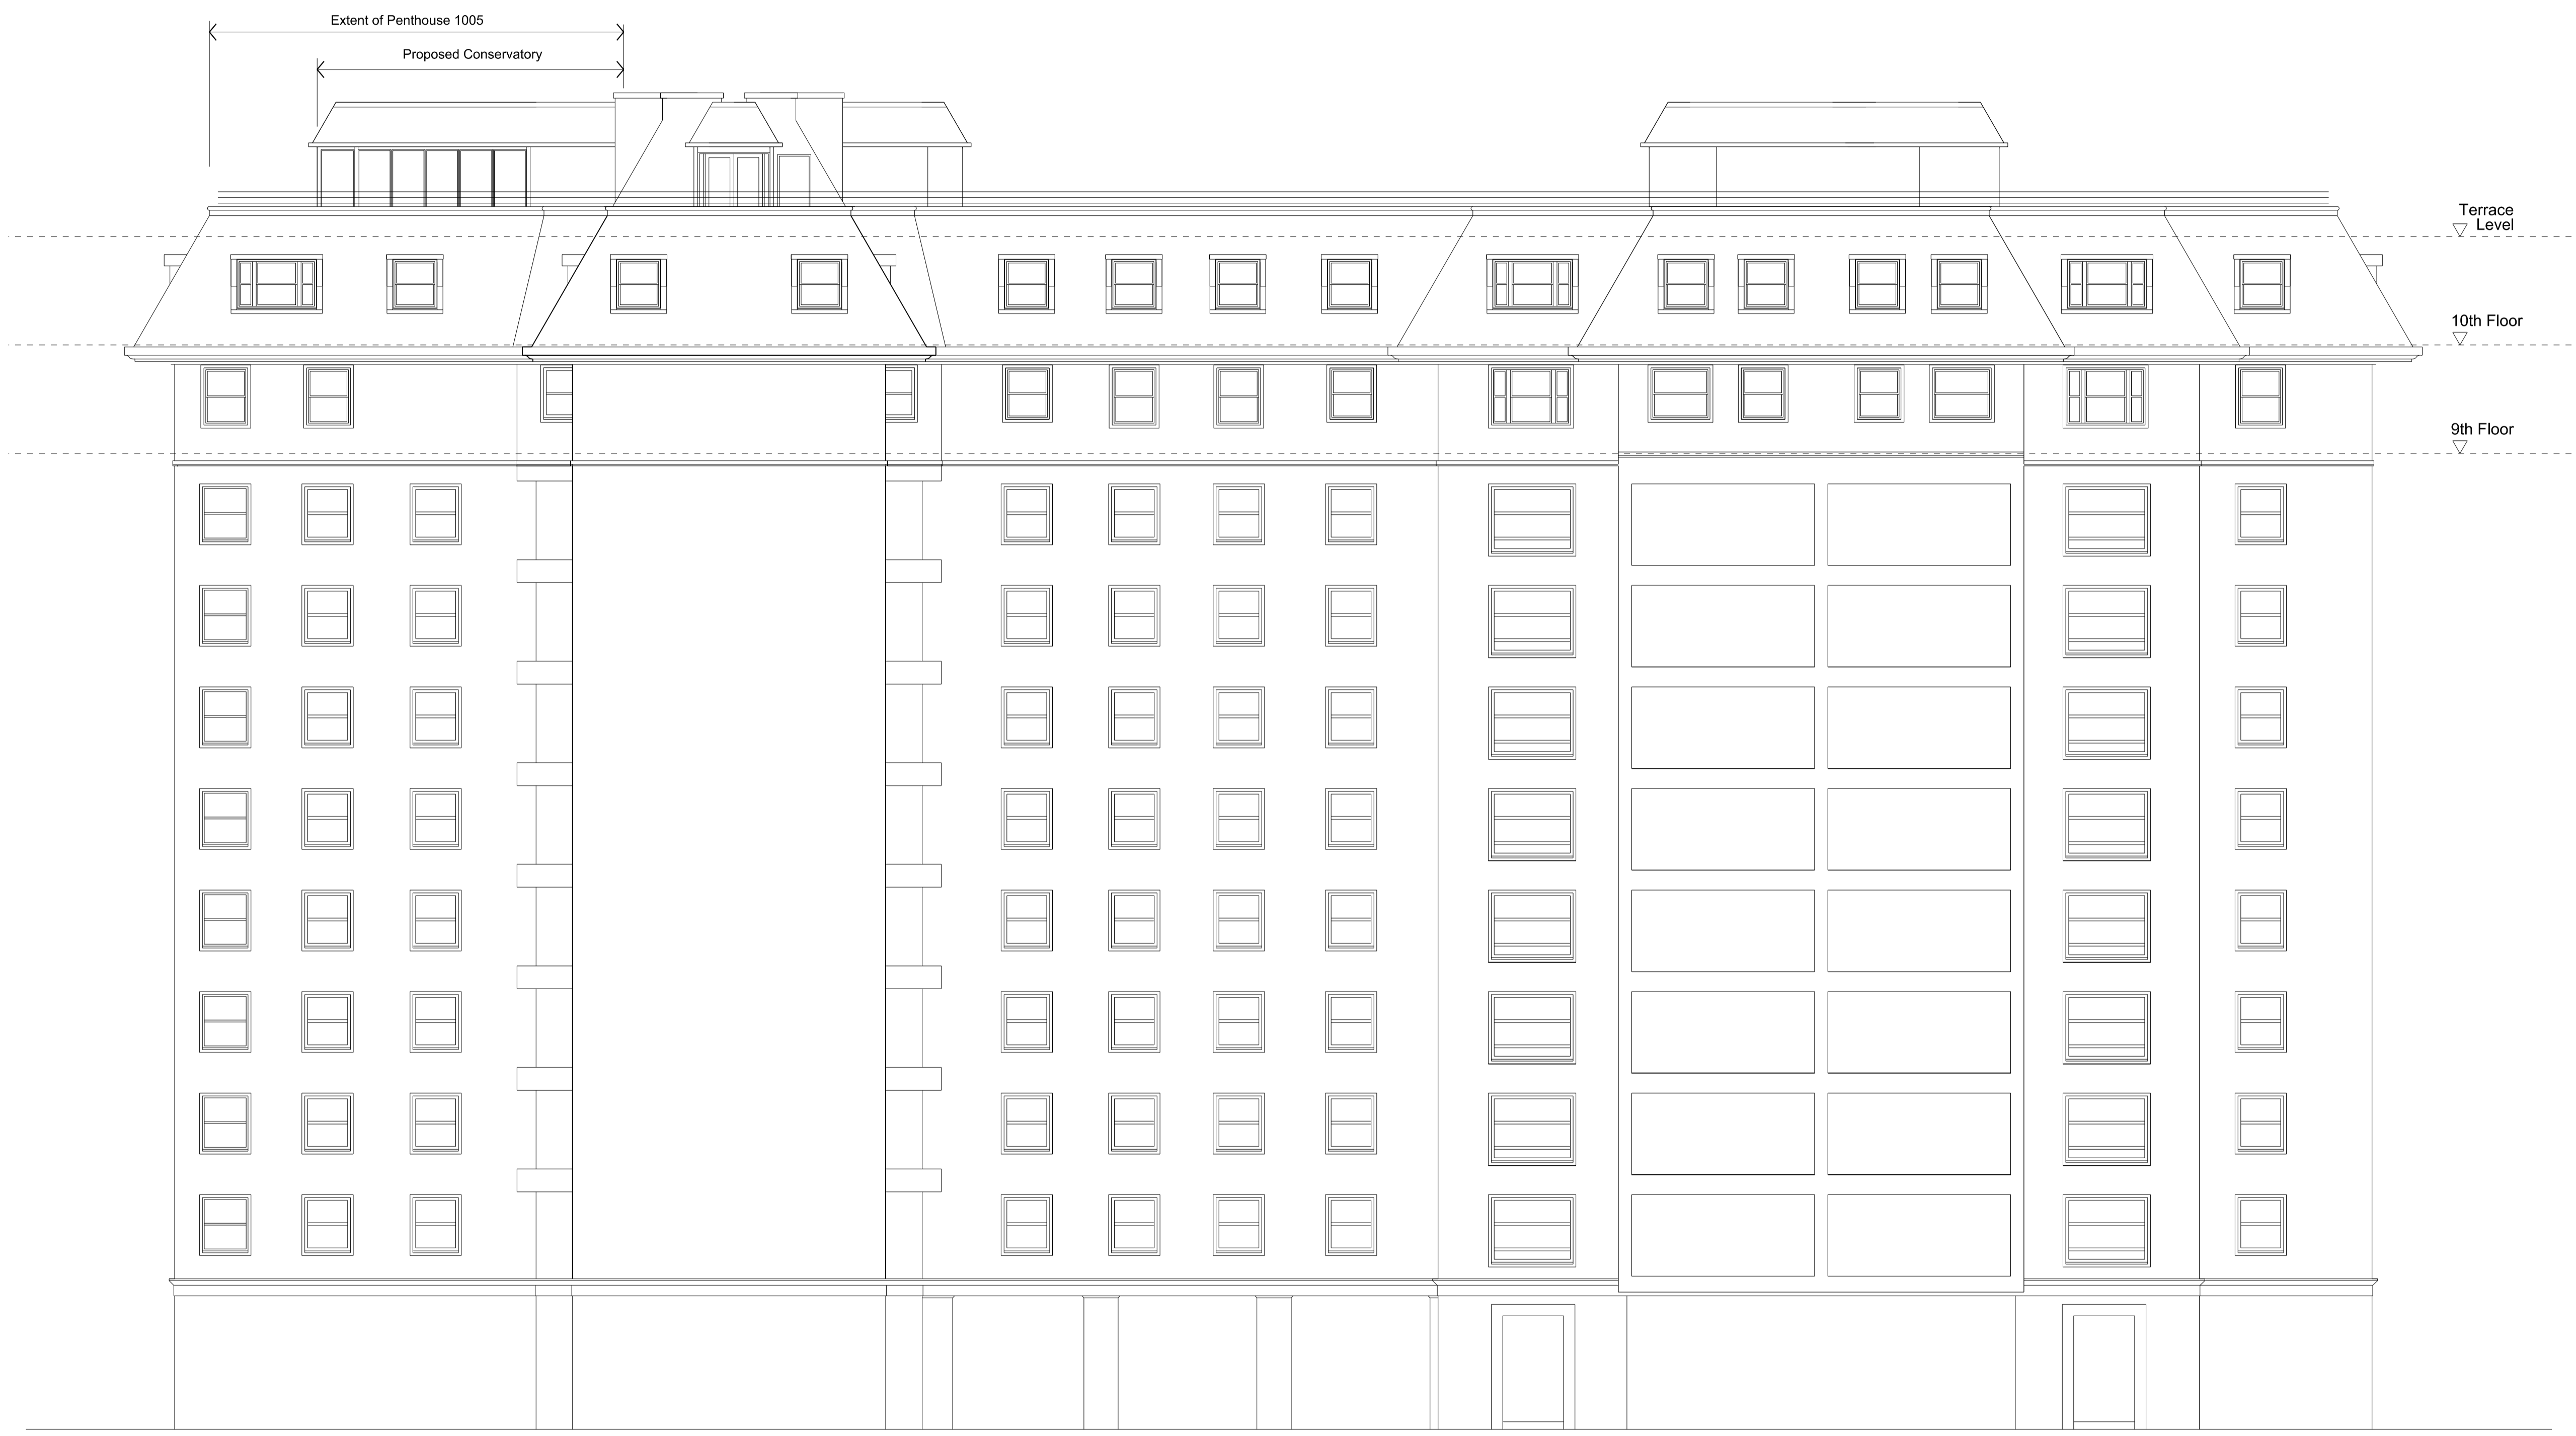 Extent of Penthouse 1005
Proposed Conservatory
Terrace
Level
10th Floor
9th Floor